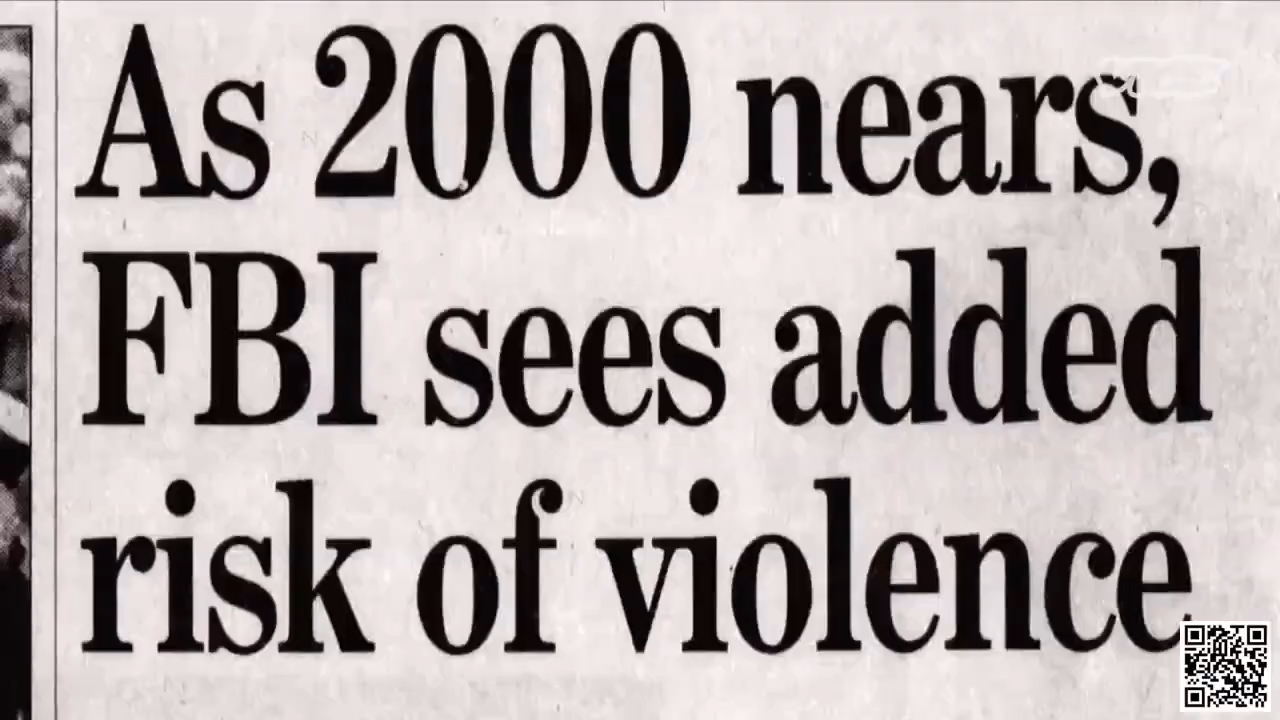 As 2000 nears,
FBI sees added
risk of violence